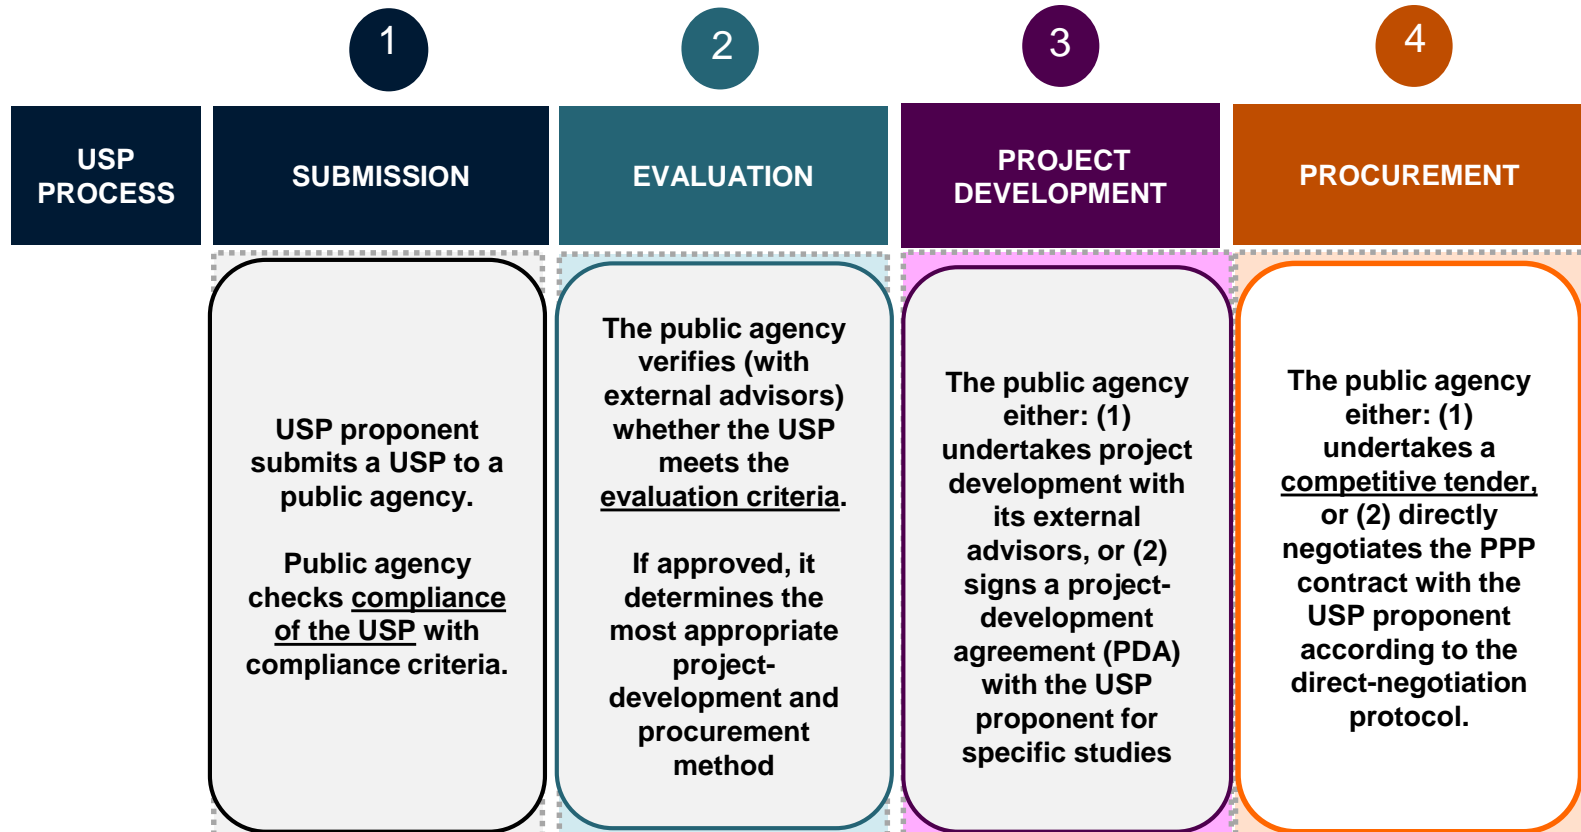 1
2
3
4
USP
PROCESS
SUBMISSION
EVALUATION
PROJECT
DEVELOPMENT
PROCUREMENT
USP proponent
submits a USP to a
public agency.
Public agency
checks compliance
of the USP with
compliance criteria.
The public agency
verifies (with
external advisors)
whether the USP
meets the
evaluation criteria.
If approved, it
determines the
most appropriate
project-
development and
procurement
method
The public agency
either: (1)
undertakes project
development with
its external
advisors, or (2)
signs a project-
development
agreement (PDA)
with the USP
proponent for
specific studies
The public agency
either: (1)
undertakes a
competitive tender,
or (2) directly
negotiates the PPP
contract with the
USP proponent
according to the
direct-negotiation
protocol.